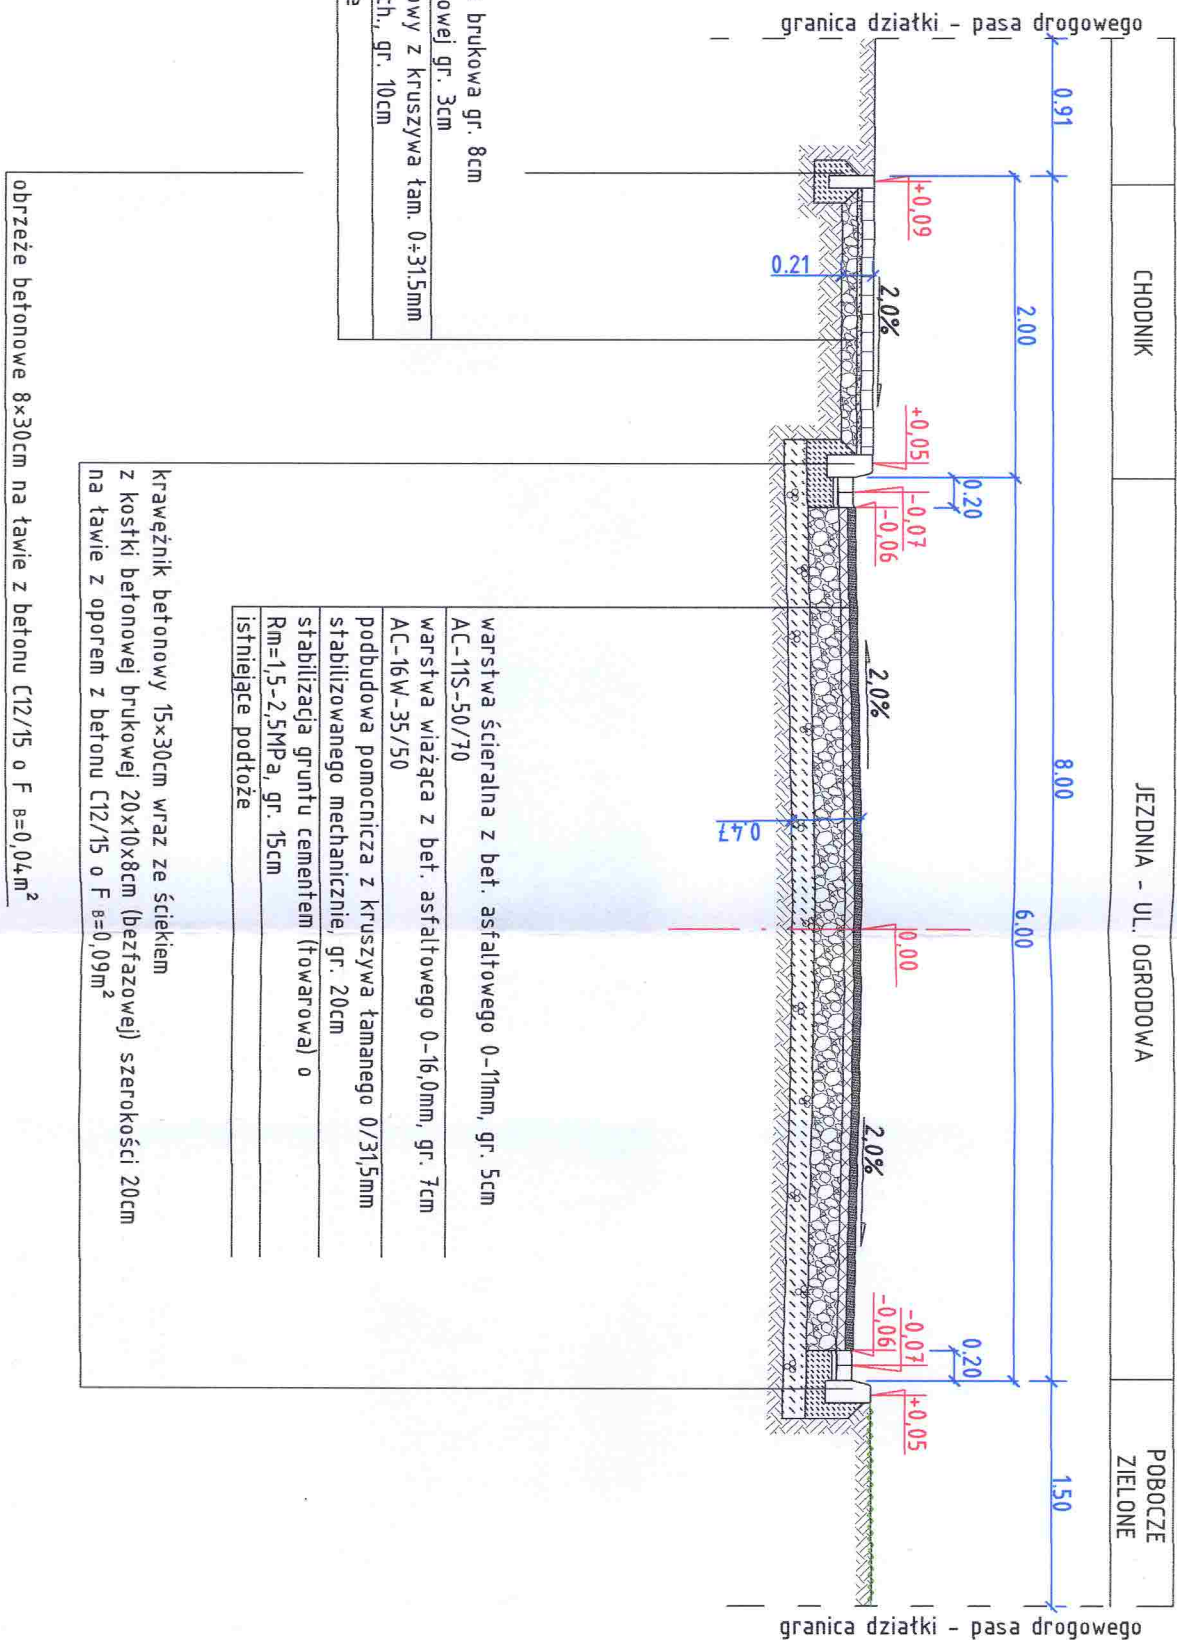 granica działki - pasa drogowego
CHODNIK
JEZDNIA - UL. OGRODOWA
POBOCZE
ZIELONE
0.91
8.00
1.50
2.00
6.00
0.20
0.20
+0,09
+0,05
-0,07
-0,06
0,00
-0,07
-0,06
+0,05
2,0%
2,0%
2,0%
0.21
0.47
granica działki - pasa drogowego
brukowa gr. 8cm
owej gr. 3cm
owy z kruszywa łam. 0÷31.5mm
ch, gr. 10cm
warstwa ścieralna z bet. asfaltowego 0-11mm, gr. 5cm
AC-11S-50/70
warstwa wiażąca z bet. asfaltowego 0-16,0mm, gr. 7cm
AC-16W-35/50
podbudowa pomocnicza z kruszywa łamanego 0/31,5mm
stabilizowanego mechanicznie, gr. 20cm
stabilizacja gruntu cementem (towarowa) o
Rm=1,5-2,5MPa, gr. 15cm
istniejące podłoże
krawężnik betonowy 15×30cm wraz ze ściekiem
z kostki betonowej brukowej 20x10x8cm (bezfazowej) szerokości 20cm
na ławie z oporem z betonu C12/15 o F B=0,09m²
obrzeże betonowe 8×30cm na ławie z betonu C12/15 o F B=0,04m²